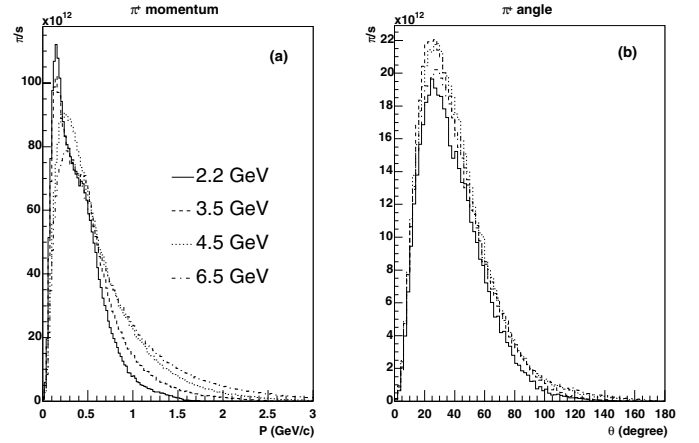 π⁺ momentum
x10¹²
π/s
(a)
100
80
60
40
20
0
2.2 GeV
3.5 GeV
4.5 GeV
6.5 GeV
0 0.5 1 1.5 2 2.5 3
P (GeV/c)
π⁺ angle
x10¹²
π/s
(b)
22
20
18
16
14
12
10
8
6
4
2
0
0 20 40 60 80 100 120 140 160 180
θ (degree)